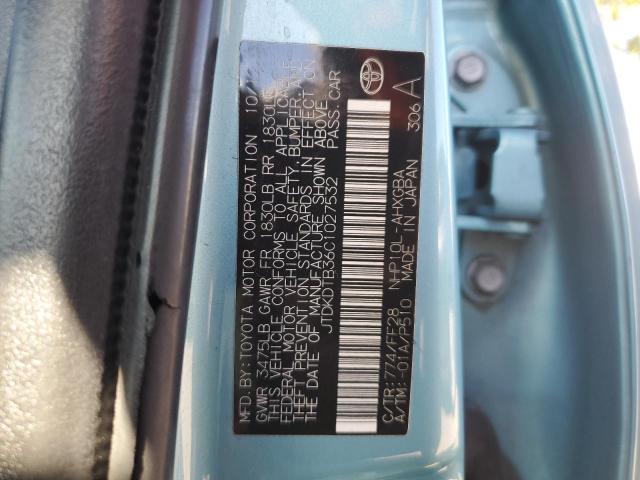 MFD. BY: TOYOTA MOTOR CORPORATION 10/
GVWR 3475LB GAWR FR 1830LB RR 1830LB
THIS VEHICLE CONFORMS TO ALL APPLICABLE
FEDERAL MOTOR VEHICLE SAFETY, BUMPER, AND
THEFT PREVENTION STANDARDS IN EFFECT ON
THE DATE OF MANUFACTURE SHOWN ABOVE.
JTDKDTB36C1027532 PASS. CAR
C/TR: 774/FE28 NHP10L-AHXGBA
A/TM: -01A/P510 MADE IN JAPAN
306 A